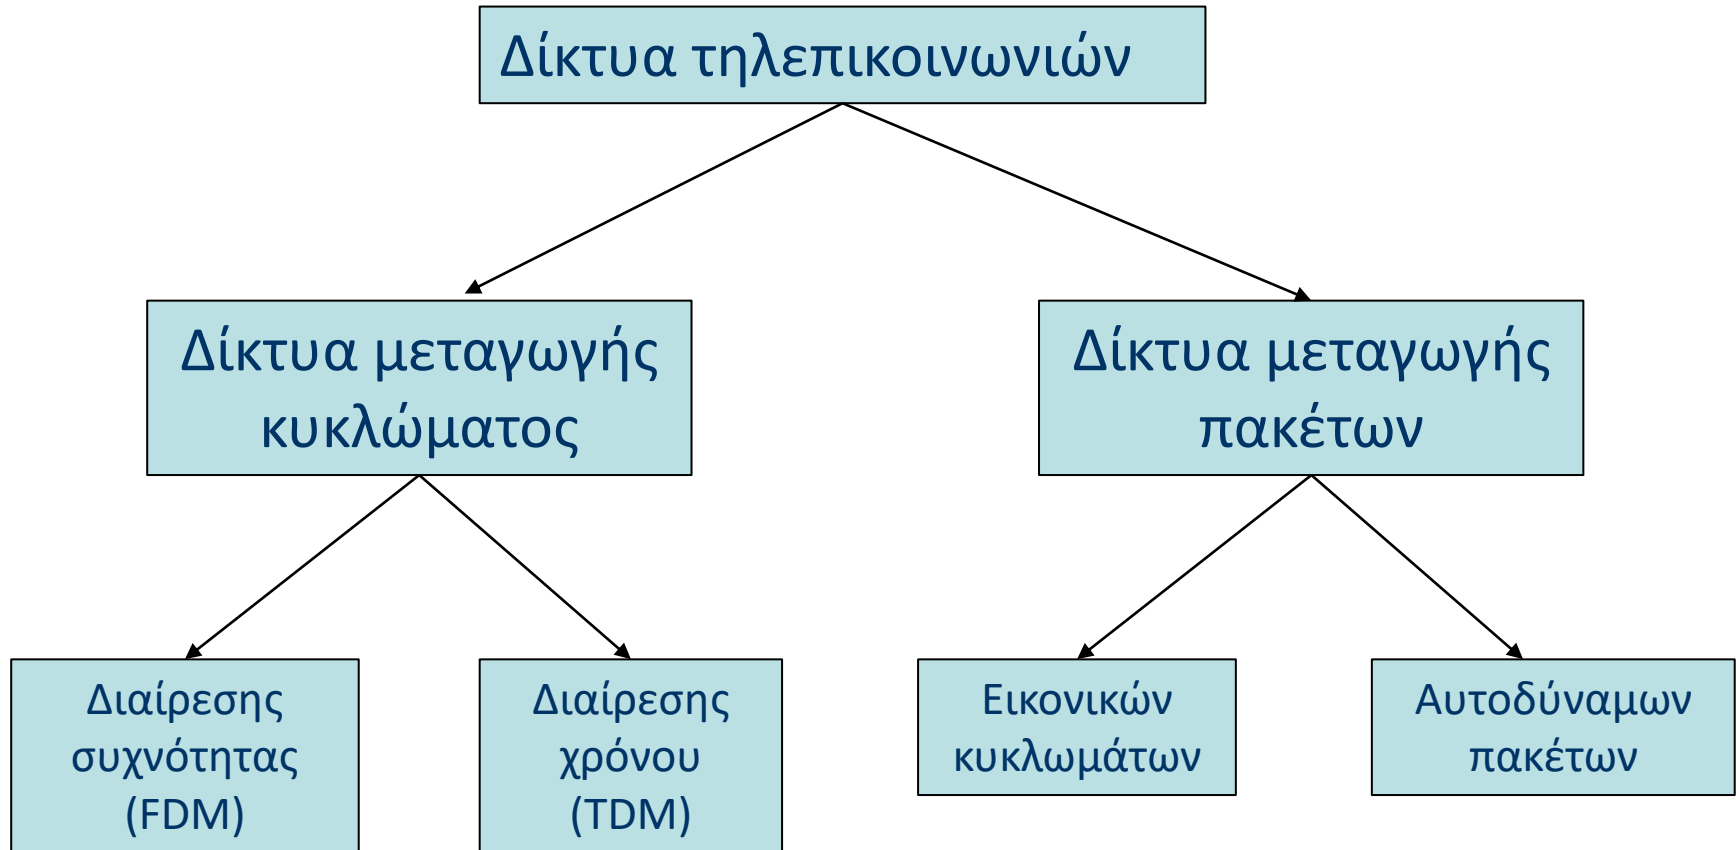 Δίκτυα τηλεπικοινωνιών
Δίκτυα μεταγωγής
κυκλώματος
Δίκτυα μεταγωγής
πακέτων
Διαίρεσης
συχνότητας
(FDM)
Διαίρεσης
χρόνου
(TDM)
Εικονικών
κυκλωμάτων
Αυτοδύναμων
πακέτων